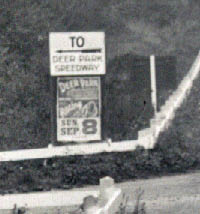 TO
DEER PARK
SPEEDWAY
DEER PARK
SUN
SEP 8